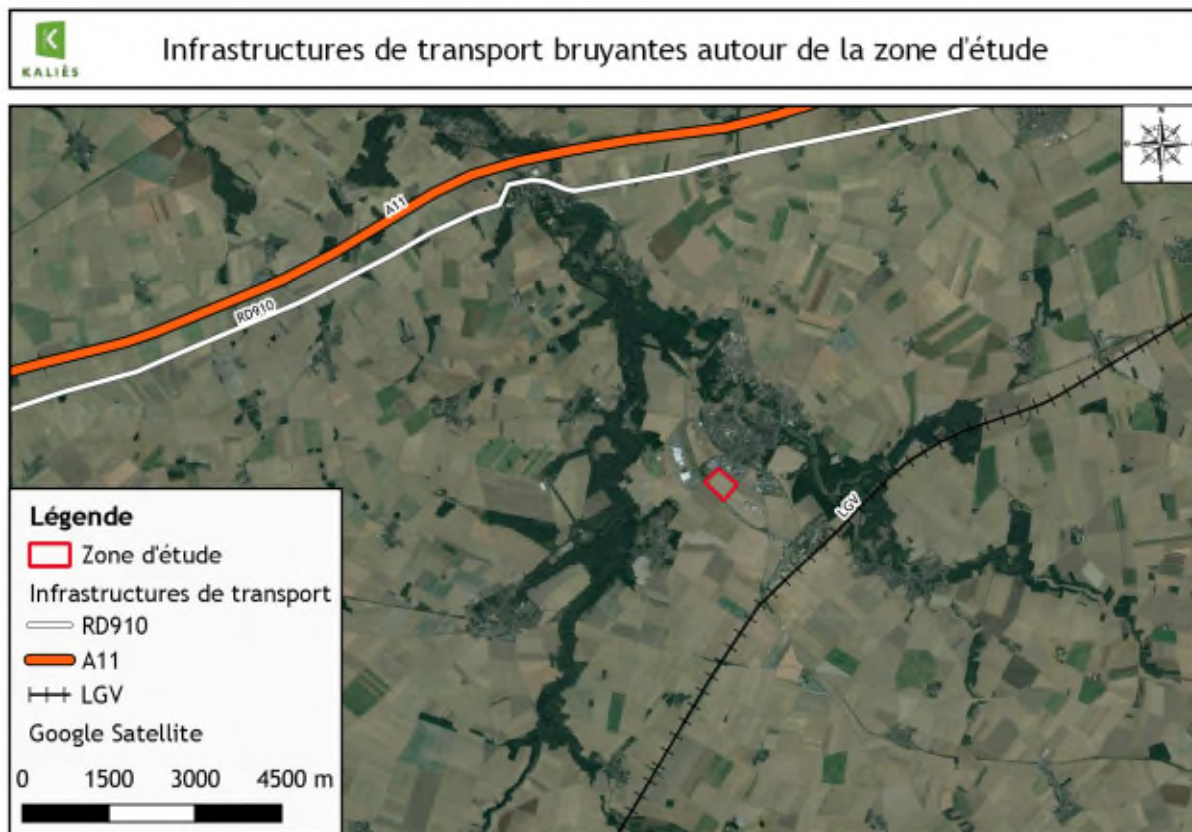 KALIÈS
Infrastructures de transport bruyantes autour de la zone d'étude
A11
RD910
LGV
Légende
Zone d'étude
Infrastructures de transport
RD910
A11
LGV
Google Satellite
0 1500 3000 4500 m